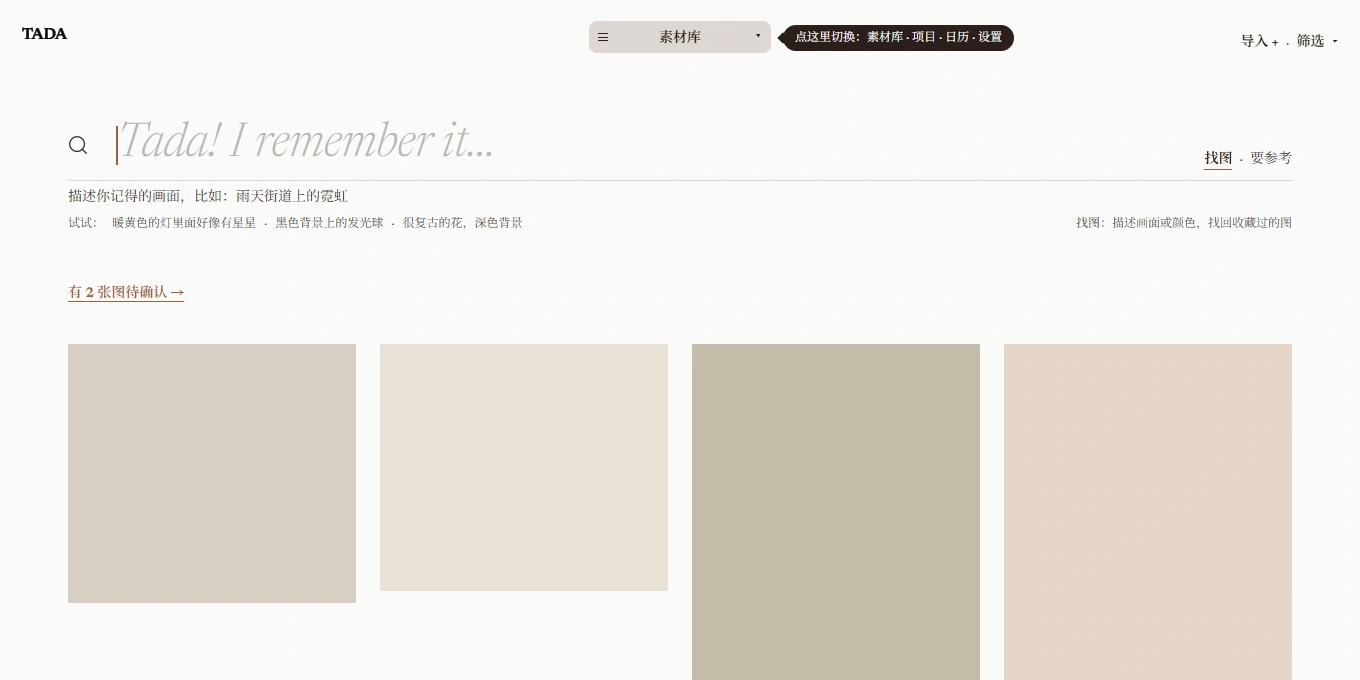 TADA
素材库
点这里切换：素材库 · 项目 · 日历 · 设置
导入 + · 筛选
Tada! I remember it...
找图 · 要参考
描述你记得的画面，比如：雨天街道上的霓虹
试试： 暖黄色的灯里面好像有星星 · 黑色背景上的发光球 · 很复古的花，深色背景
找图：描述画面或颜色，找回收藏过的图
有 2 张图待确认 →